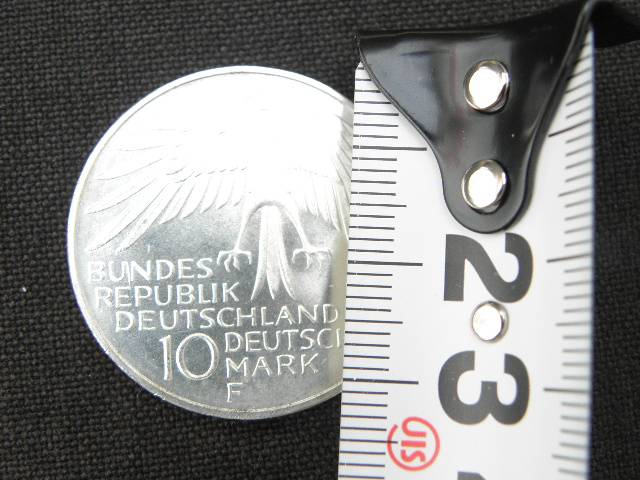 BUNDES
REPUBLIK
DEUTSCHLAND
10 DEUTSC
MARK
F
2
3
JIS